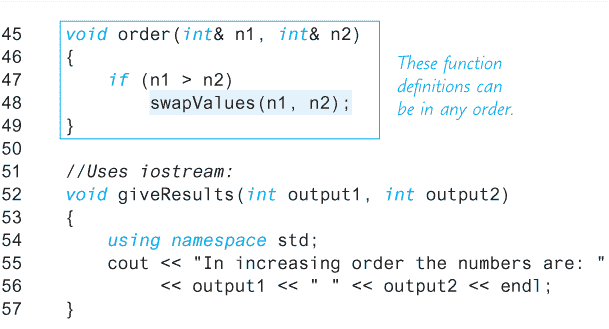 45 void order(int& n1, int& n2)
46 {
47 if (n1 > n2)
48 swapValues(n1, n2);
49 }
50
51 //Uses iostream:
52 void giveResults(int output1, int output2)
53 {
54 using namespace std;
55 cout << "In increasing order the numbers are: "
56 << output1 << " " << output2 << endl;
57 }
These function
definitions can
be in any order.